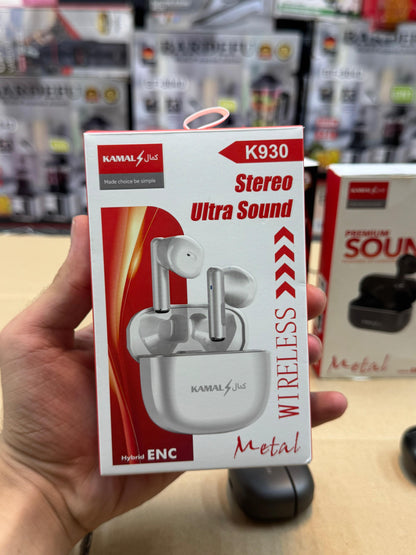 KAMAL كمال
Made choice be simple
K930
Stereo
Ultra Sound
WIRELESS
KAMAL كمال
Hybrid ENC
Metal
KAMAL
PREMIUM
SOUN
Metal